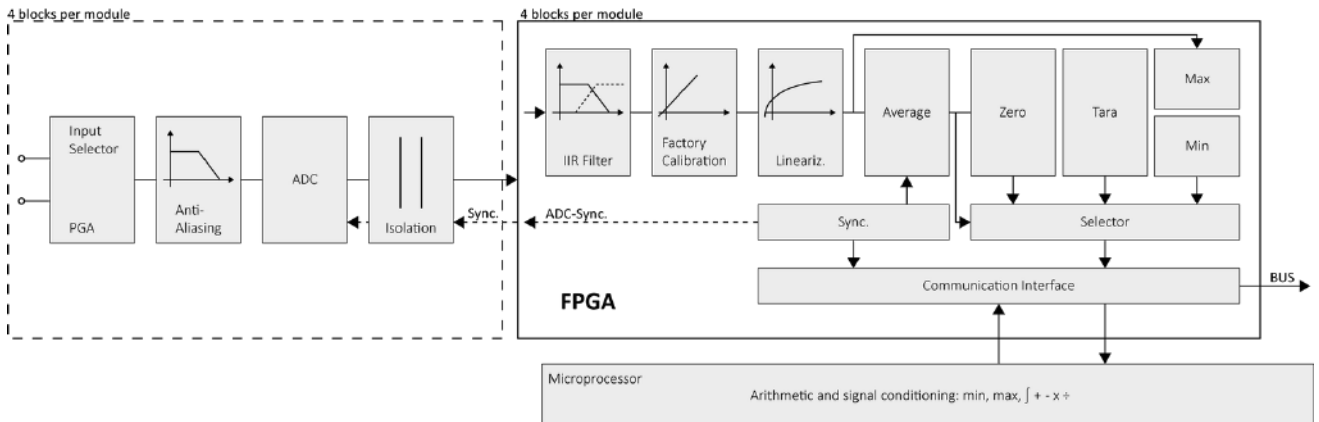 4 blocks per module
4 blocks per module
Input
Selector
PGA
Anti-
Aliasing
ADC
Isolation
Sync.
ADC-Sync.
IIR Filter
Factory
Calibration
Lineariz.
Average
Zero
Tara
Max
Min
Sync.
Selector
Communication Interface
BUS
FPGA
Microprocessor
Arithmetic and signal conditioning: min, max, ∫ + - x ÷